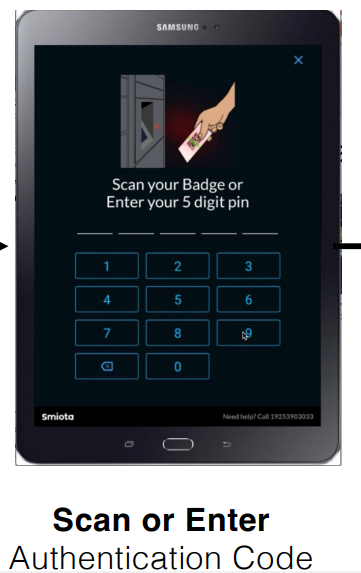 SAMSUNG
Scan your Badge or
Enter your 5 digit pin
1 2 3
4 5 6
7 8 9
0
Smiota
Need help? Call 19253903033
Scan or Enter
Authentication Code